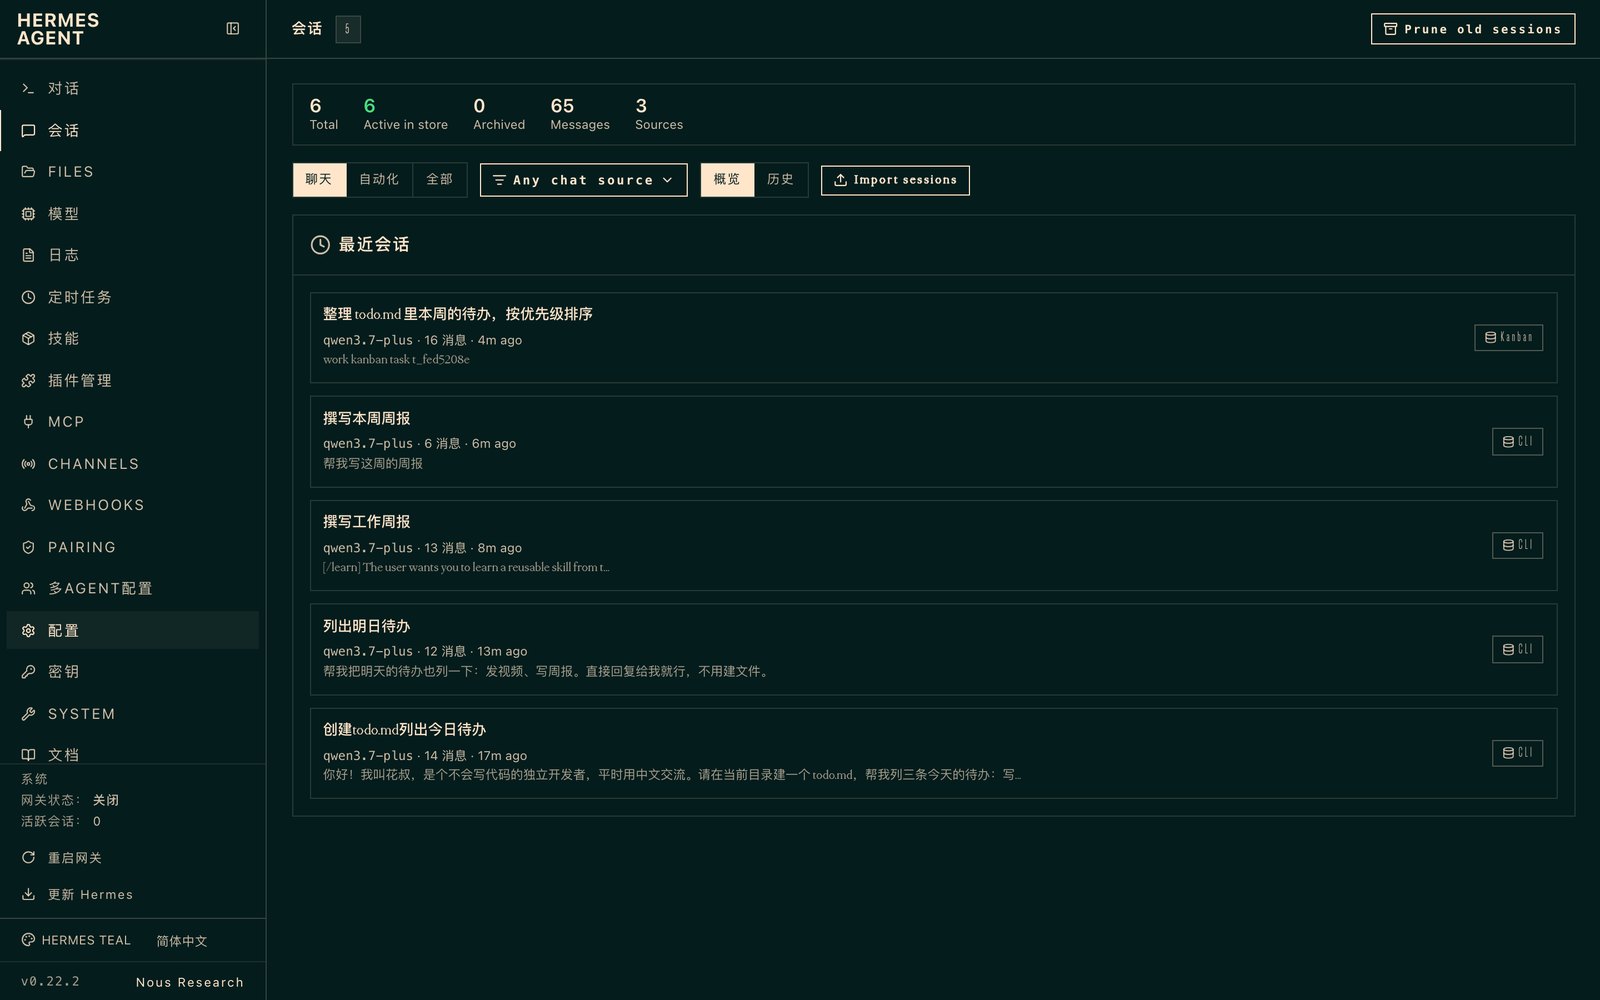 HERMES
AGENT
对话
会话
FILES
模型
日志
定时任务
技能
插件管理
MCP
CHANNELS
WEBHOOKS
PAIRING
多AGENT配置
配置
密钥
SYSTEM
文档
系统
网关状态: 关闭
活跃会话: 0
重启网关
更新 Hermes
HERMES TEAL 简体中文
v0.22.2 Nous Research
会话 5
Prune old sessions
6 6 0 65 3
Total Active in store Archived Messages Sources
聊天 自动化 全部 Any chat source 概览 历史 Import sessions
最近会话
整理 todo.md 里本周的待办，按优先级排序
qwen3.7-plus · 16 消息 · 4m ago
work kanban task t_fed5208e
Kanban
撰写本周周报
qwen3.7-plus · 6 消息 · 6m ago
帮我写这周的周报
CLI
撰写工作周报
qwen3.7-plus · 13 消息 · 8m ago
[/learn] The user wants you to learn a reusable skill from t...
CLI
列出明日待办
qwen3.7-plus · 12 消息 · 13m ago
帮我把明天的待办也列一下：发视频、写周报。直接回复给我就行，不用建文件。
CLI
创建todo.md列出今日待办
qwen3.7-plus · 14 消息 · 17m ago
你好！我叫花叔，是个不会写代码的独立开发者，平时用中文交流。请在当前目录建一个 todo.md，帮我列三条今天的待办：写...
CLI